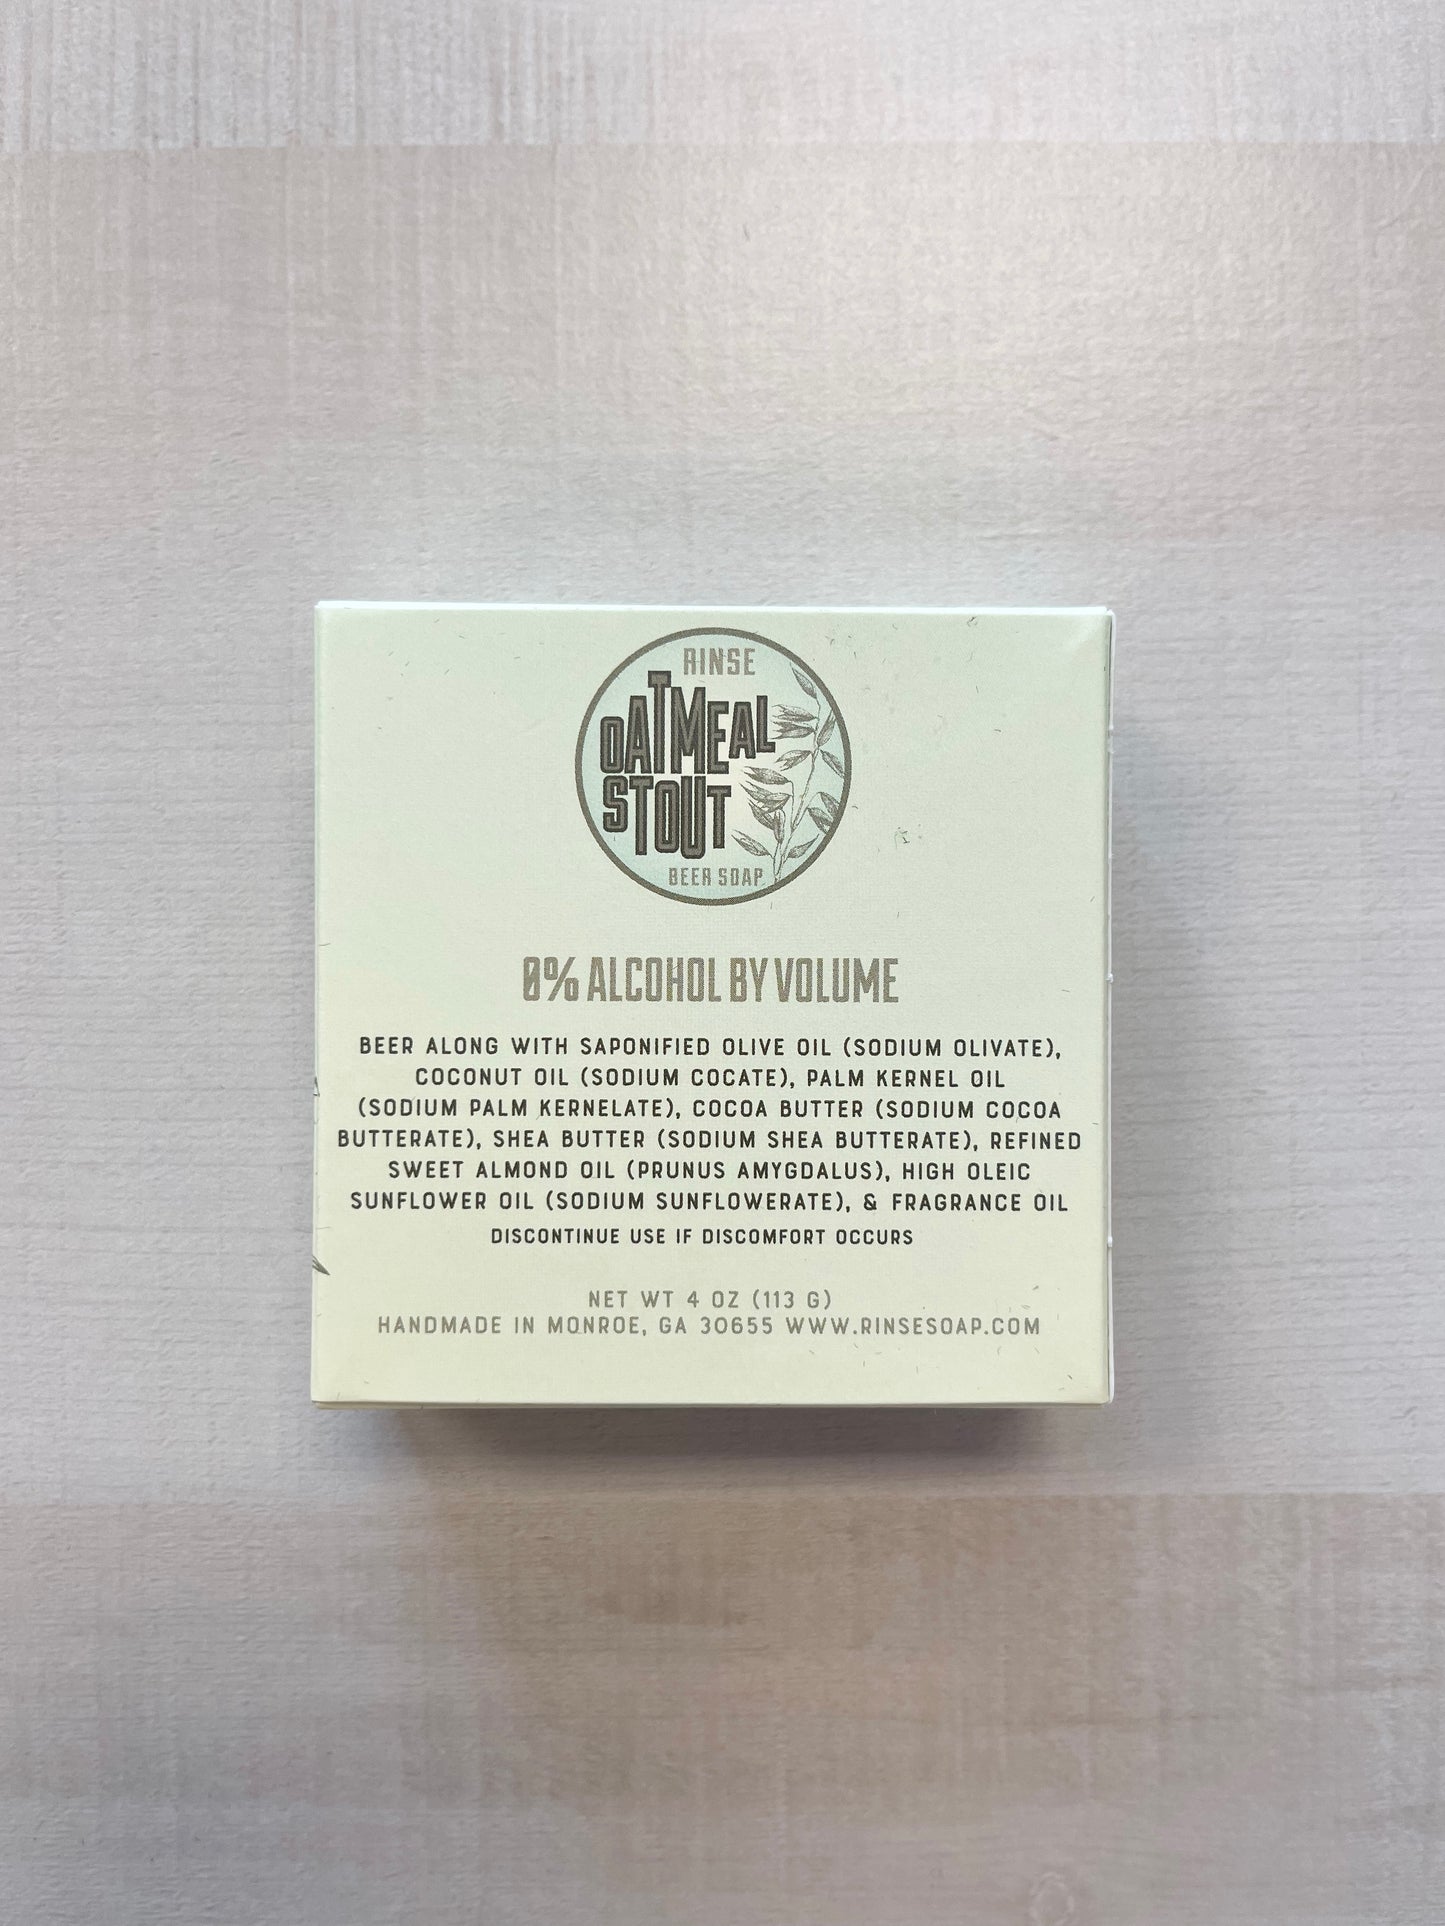 RINSE
OATMEAL
STOUT
BEER SOAP
0% ALCOHOL BY VOLUME
BEER ALONG WITH SAPONIFIED OLIVE OIL (SODIUM OLIVATE),
COCONUT OIL (SODIUM COCATE), PALM KERNEL OIL
(SODIUM PALM KERNELATE), COCOA BUTTER (SODIUM COCOA
BUTTERATE), SHEA BUTTER (SODIUM SHEA BUTTERATE), REFINED
SWEET ALMOND OIL (PRUNUS AMYGDALUS), HIGH OLEIC
SUNFLOWER OIL (SODIUM SUNFLOWERATE), & FRAGRANCE OIL
DISCONTINUE USE IF DISCOMFORT OCCURS
NET WT 4 OZ (113 G)
HANDMADE IN MONROE, GA 30655 WWW.RINSESOAP.COM